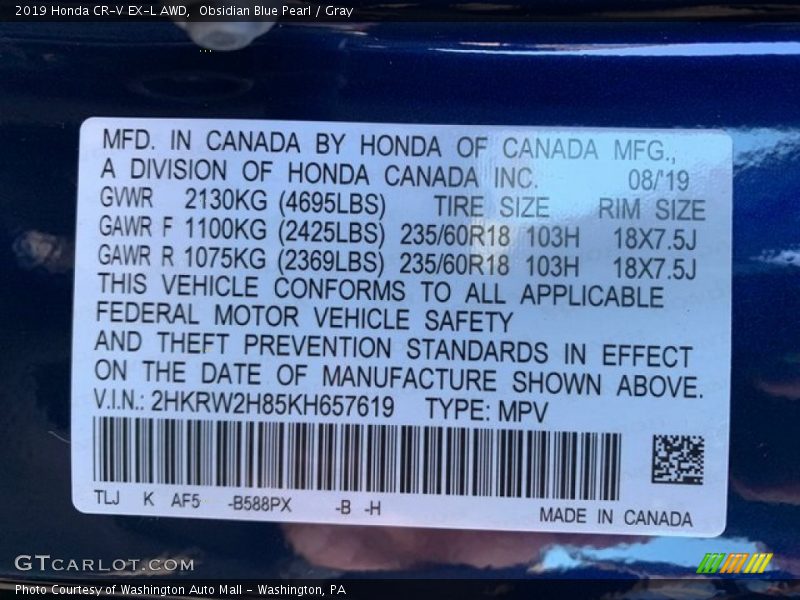 2019 Honda CR-V EX-L AWD, Obsidian Blue Pearl / Gray
MFD. IN CANADA BY HONDA OF CANADA MFG.,
A DIVISION OF HONDA CANADA INC. 08/'19
GVWR 2130KG (4695LBS) TIRE SIZE RIM SIZE
GAWR F 1100KG (2425LBS) 235/60R18 103H 18X7.5J
GAWR R 1075KG (2369LBS) 235/60R18 103H 18X7.5J
THIS VEHICLE CONFORMS TO ALL APPLICABLE
FEDERAL MOTOR VEHICLE SAFETY
AND THEFT PREVENTION STANDARDS IN EFFECT
ON THE DATE OF MANUFACTURE SHOWN ABOVE.
V.I.N.: 2HKRW2H85KH657619 TYPE: MPV
TLJ K AF5 -B588PX -B -H
MADE IN CANADA
GTCARLOT.COM
Photo Courtesy of Washington Auto Mall - Washington, PA